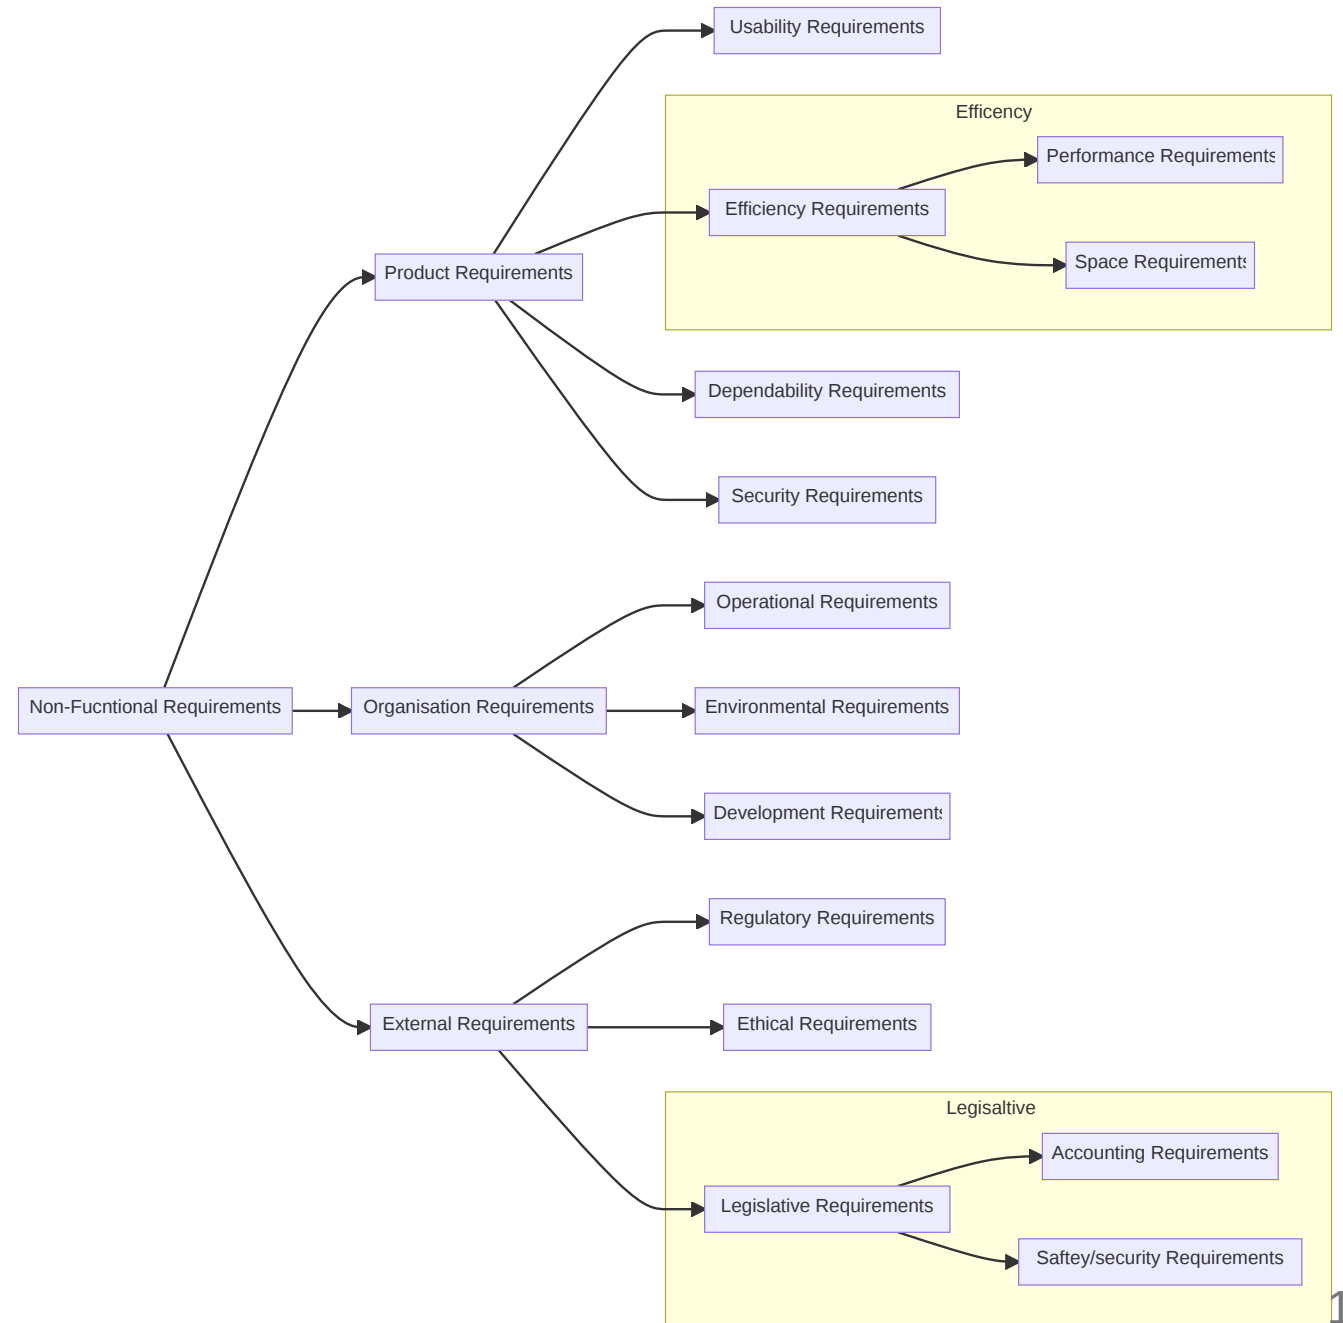 Usability Requirements
Efficency
Performance Requirements
Efficiency Requirements
Space Requirements
Product Requirements
Dependability Requirements
Security Requirements
Operational Requirements
Non-Fucntional Requirements
Organisation Requirements
Environmental Requirements
Development Requirements
Regulatory Requirements
External Requirements
Ethical Requirements
Legisaltive
Accounting Requirements
Legislative Requirements
Saftey/security Requirements
1